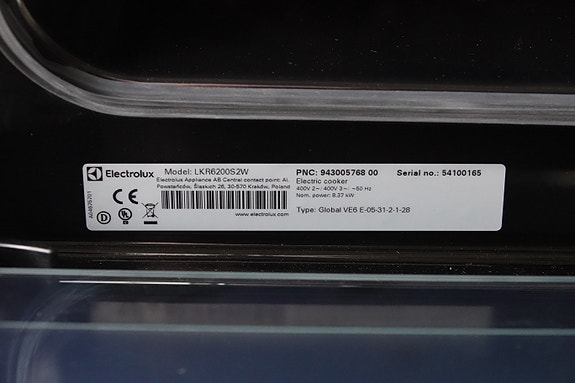 Electrolux
Model: LKR6200S2W
Electrolux Appliance AB Central contact point: Al.
Powstańców, Śląskich 26, 30-570 Kraków, Poland
www.electrolux.com
PNC: 943005768 00
Electric cooker
400V 2~/ 400V 3~; ~50 Hz
Nom. power: 8.37 kW
Type: Global VE6 E-05-31-2-1-28
Serial no.: 54100165
CE
D